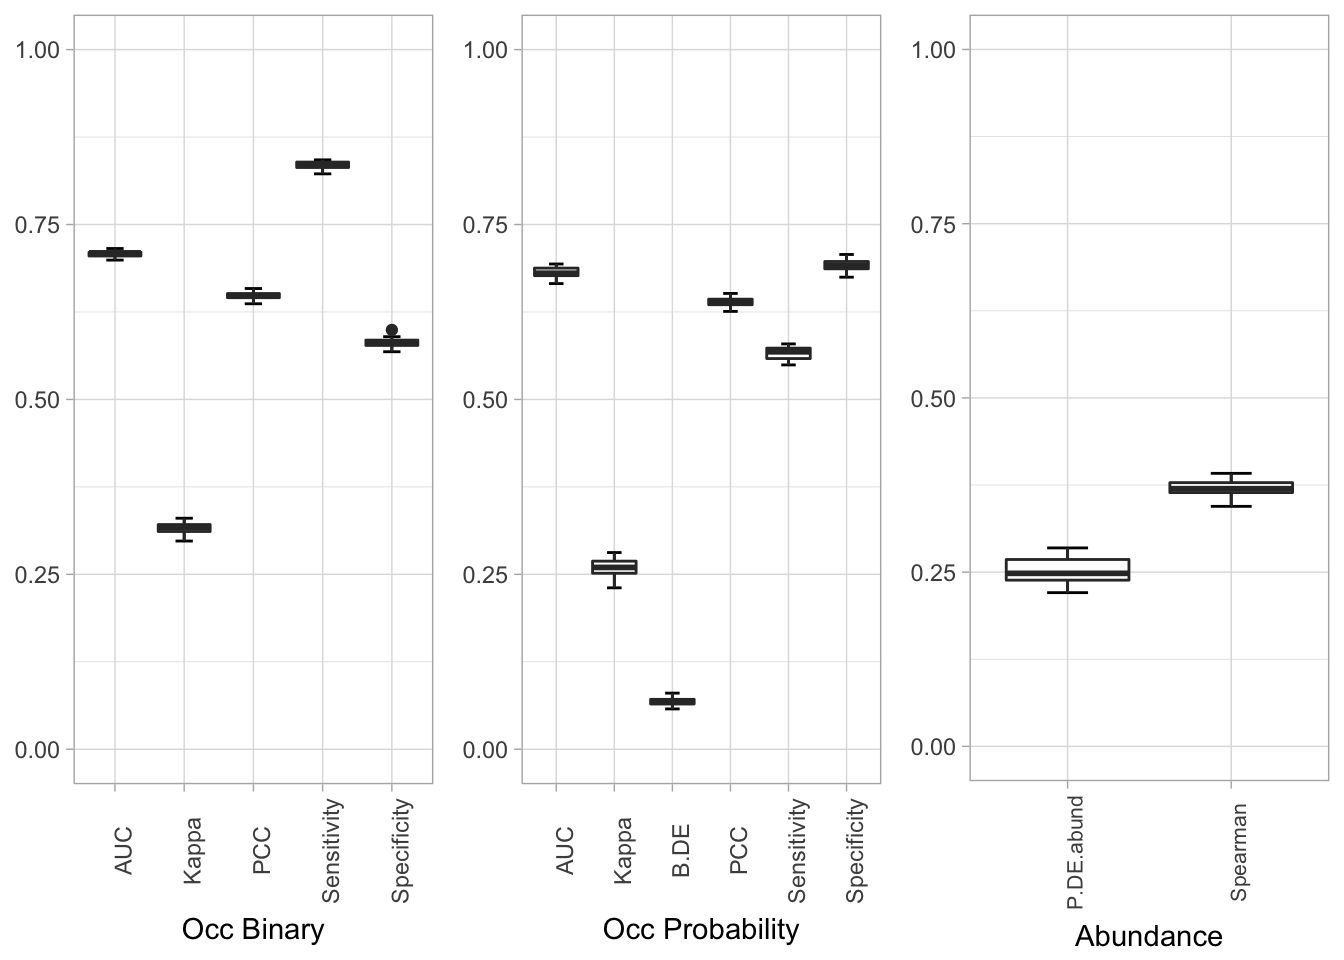 1.00
0.75
0.50
0.25
0.00
AUC
Kappa
PCC
Sensitivity
Specificity
Occ Binary
1.00
0.75
0.50
0.25
0.00
AUC
Kappa
B.DE
PCC
Sensitivity
Specificity
Occ Probability
1.00
0.75
0.50
0.25
0.00
P.DE.abund
Spearman
Abundance